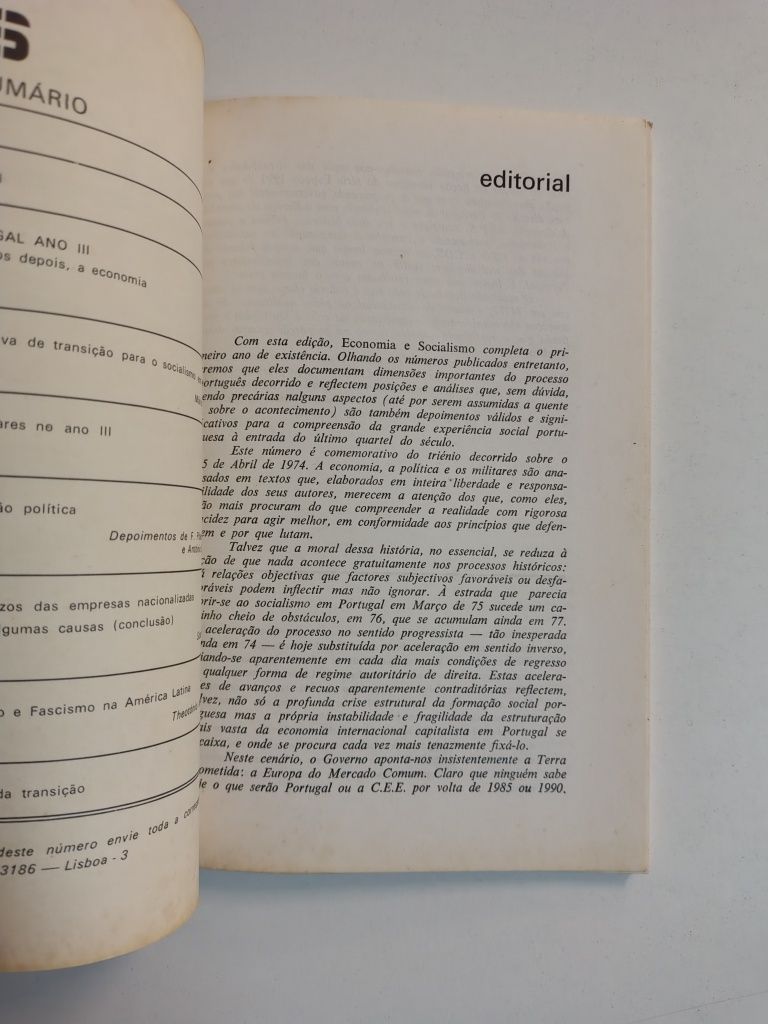 ES
UMÁRIO
GAL ANO III
os depois, a economia
va de transição para o socialismo
ares no ano III
ão política
Depoimentos de F.
e
zos das empresas nacionalizadas
lgumas causas (conclusão)
o e Fascismo na América Latina
da transição
deste número envie toda a
3186 — Lisboa - 3
editorial
Com esta edição, Economia e Socialismo completa o pri-
meiro ano de existência. Olhando os números publicados entretanto,
eremos que eles documentam dimensões importantes do processo
ortuguês decorrido e reflectem posições e análises que, sem dúvida,
endo precárias nalguns aspectos (até por serem assumidas a quente
sobre o acontecimento) são também depoimentos válidos e signi-
icativos para a compreensão da grande experiência social portu-
uesa à entrada do último quartel do século.
Este número é comemorativo do triénio decorrido sobre o
5 de Abril de 1974. A economia, a política e os militares são ana-
sados em textos que, elaborados em inteira liberdade e responsa-
ilidade dos seus autores, merecem a atenção dos que, como eles,
ão mais procuram do que compreender a realidade com rigorosa
ucidez para agir melhor, em conformidade aos princípios que defen-
em e por que lutam.
Talvez que a moral dessa história, no essencial, se reduza à
ção de que nada acontece gratuitamente nos processos históricos:
á relações objectivas que factores subjectivos favoráveis ou desfa-
oráveis podem inflectir mas não ignorar. À estrada que parecia
brir-se ao socialismo em Portugal em Março de 75 sucede um ca-
inho cheio de obstáculos, em 76, que se acumulam ainda em 77.
aceleração do processo no sentido progressista — tão inesperada
nda em 74 — é hoje substituída por aceleração em sentido inverso,
iando-se aparentemente em cada dia mais condições de regresso
qualquer forma de regime autoritário de direita. Estas acelera-
es de avanços e recuos aparentemente contraditórias reflectem,
lvez, não só a profunda crise estrutural da formação social por-
guesa mas a própria instabilidade e fragilidade da estruturação
ais vasta da economia internacional capitalista em Portugal se
caixa, e onde se procura cada vez mais tenazmente fixá-lo.
Neste cenário, o Governo aponta-nos insistentemente a Terra
ometida: a Europa do Mercado Comum. Claro que ninguém sabe
je o que serão Portugal ou a C.E.E. por volta de 1985 ou 1990.